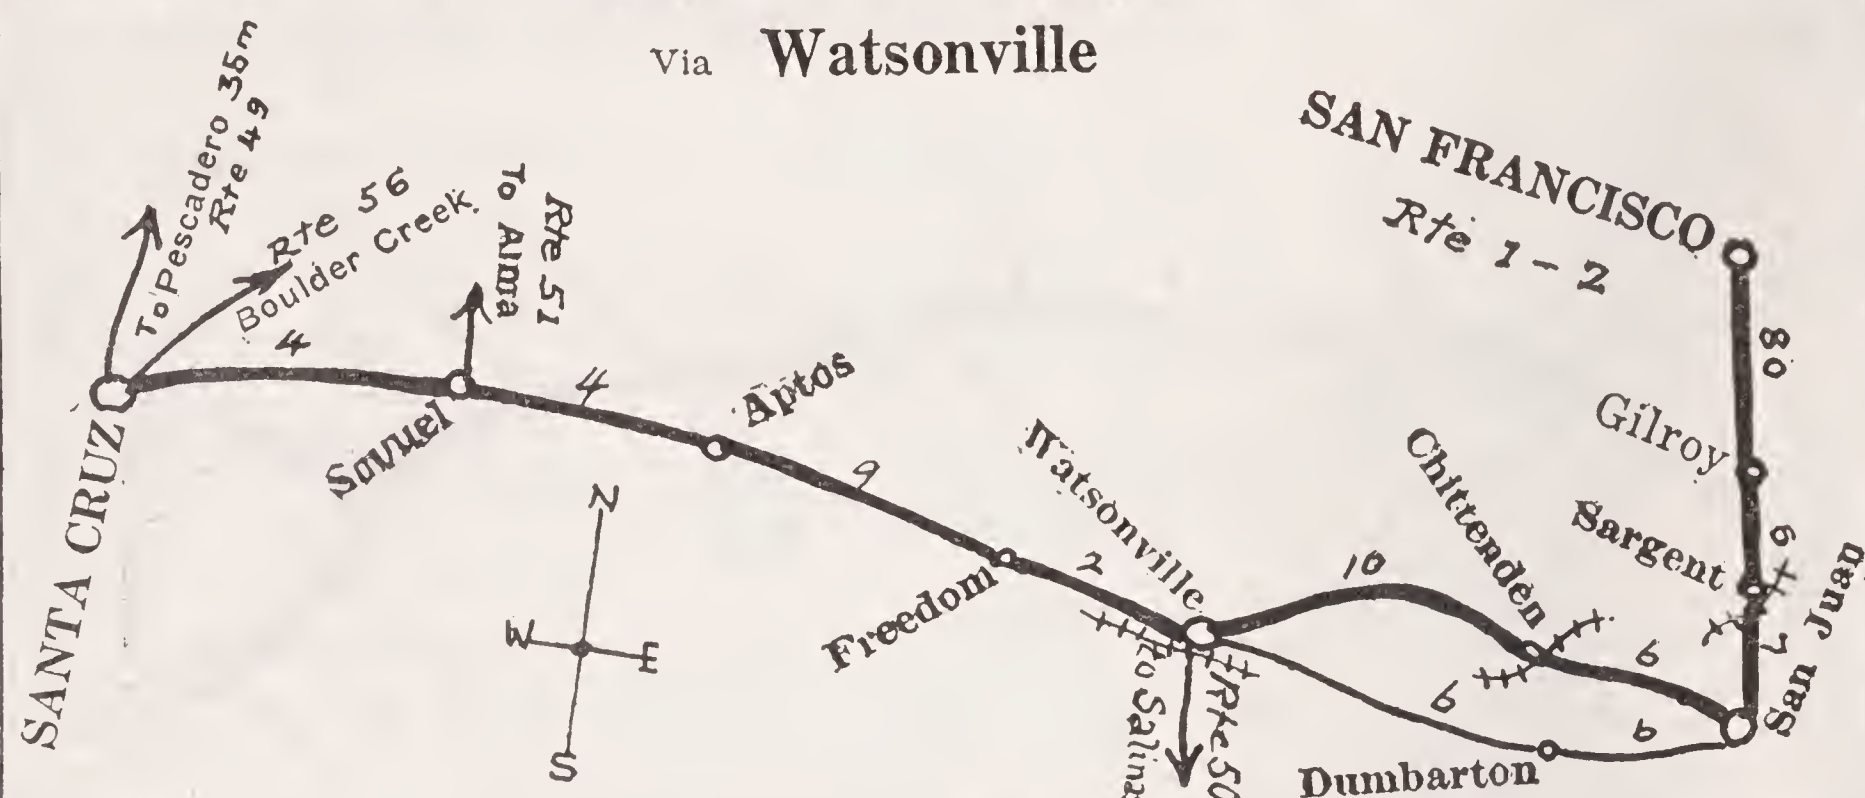 Via Watsonville
SAN FRANCISCO
Rte 1-2
To Pescadero 36m
Rte 49
Rte 56
Boulder Creek
Rte 51
To Alma
4
4
Aptos
9
2
10
6
6
6
80
6
7
SANTA CRUZ
Freedom
Watsonville
Chittenden
Gilroy
Sargent
San Juan
Dumbarton
Rte 50
to Salinas
N
W
E
S